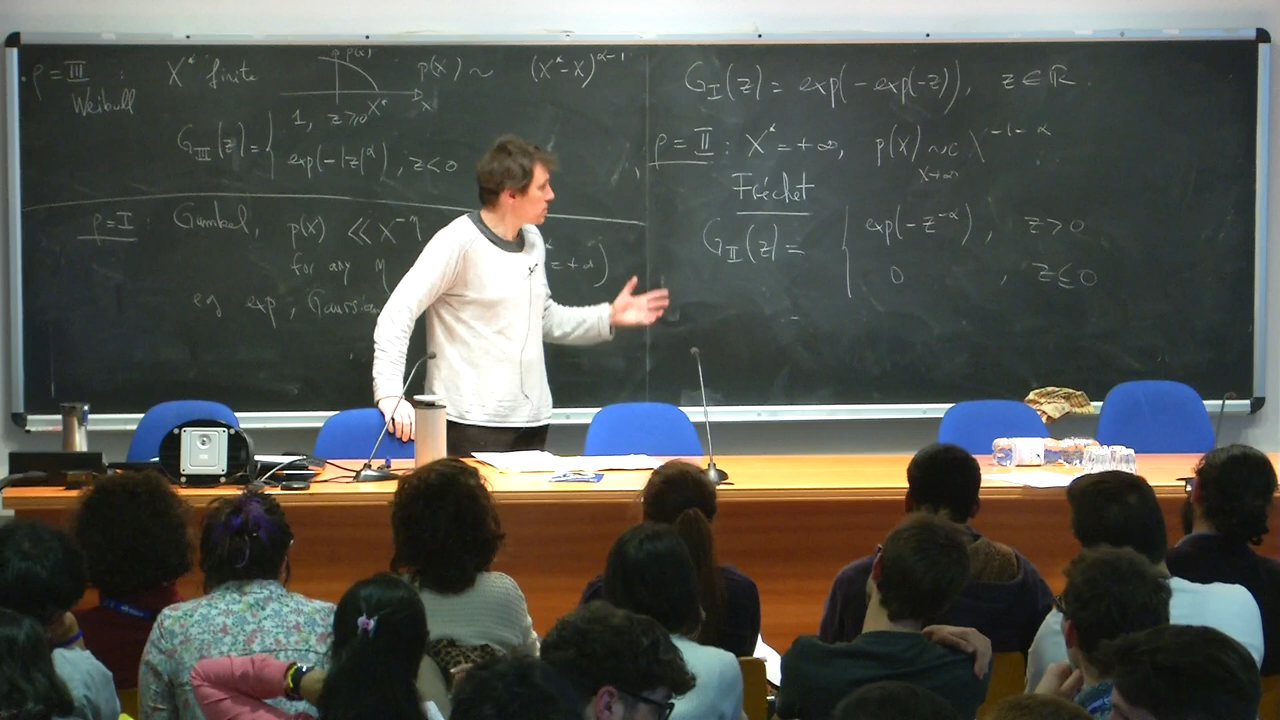 ρ = III : X* finite p(x) p(x) ~ (X*-X)^{α-1}
Weibull X* x
G_III(z) = { 1, z ≥ 0
exp(-|z|^α), z < 0
ρ = I : Gumbel, p(x) << X^{-η}
for any η = +∞)
eg exp, Gaussi
G_I(z) = exp(-exp(-z)), z ∈ ℝ.
ρ = II : X* = +∞, p(x) ~ c X^{-1-α}
X→+∞
Fréchet
G_II(z) = { exp(-z^{-α}), z > 0
0 , z ≤ 0